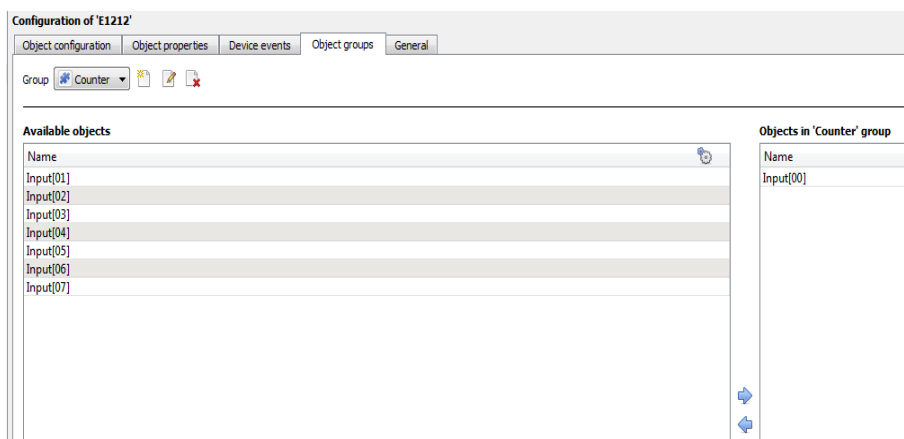 Configuration of 'E1212'
Object configuration Object properties Device events Object groups General
Group Counter
Available objects
Name
Input[01]
Input[02]
Input[03]
Input[04]
Input[05]
Input[06]
Input[07]
Objects in 'Counter' group
Name
Input[00]